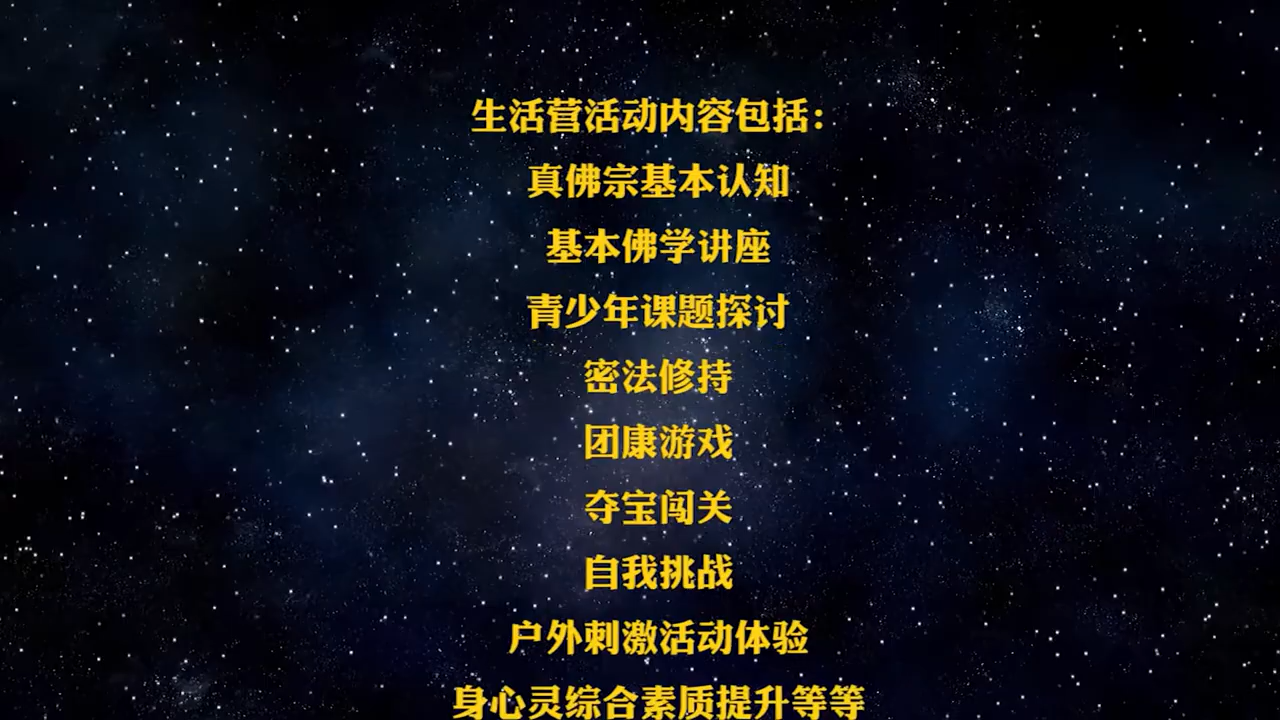 生活营活动内容包括：
真佛宗基本认知
基本佛学讲座
青少年课题探讨
密法修持
团康游戏
夺宝闯关
自我挑战
户外刺激活动体验
身心灵综合素质提升等等